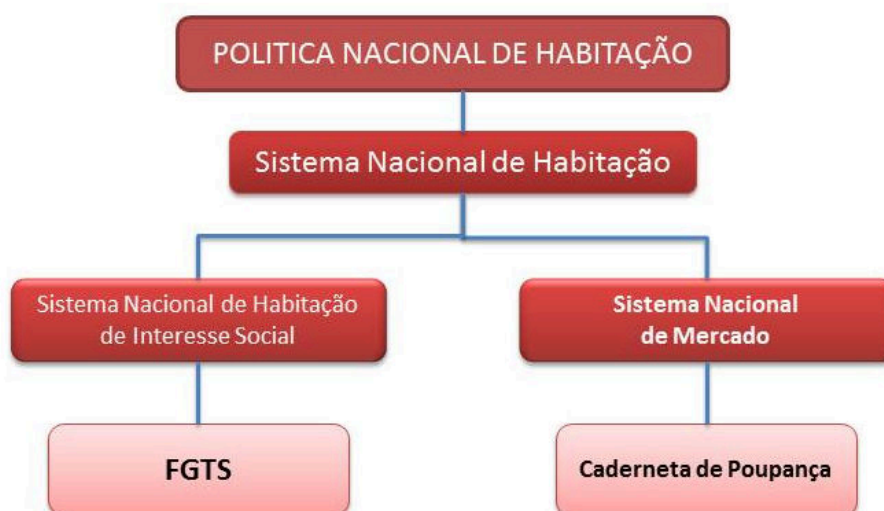 POLITICA NACIONAL DE HABITAÇÃO
Sistema Nacional de Habitação
Sistema Nacional de Habitação
de Interesse Social
Sistema Nacional
de Mercado
FGTS
Caderneta de Poupança